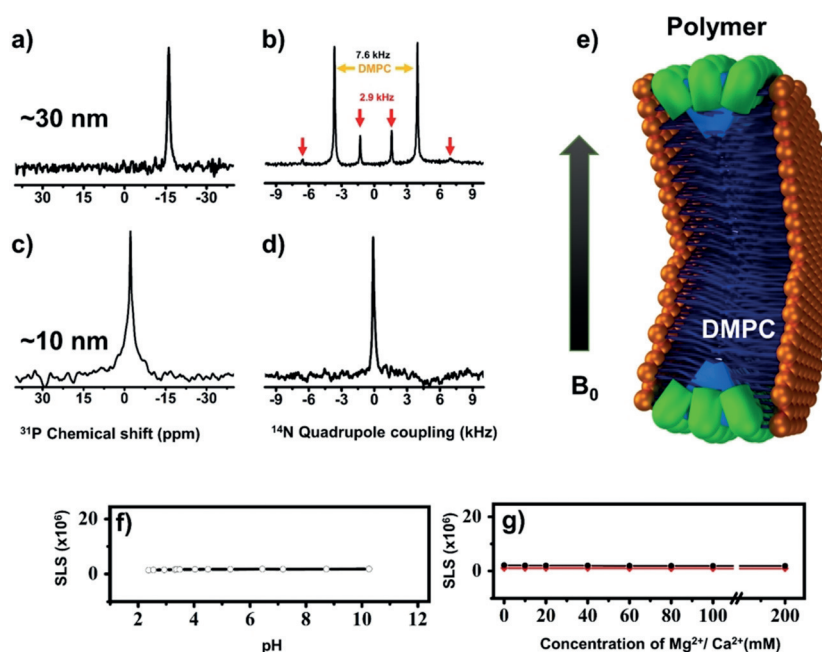 a)
~30 nm
30 15 0 -15 -30
b)
7.6 kHz
DMPC
2.9 kHz
-9 -6 -3 0 3 6 9
c)
~10 nm
30 15 0 -15 -30
³¹P Chemical shift (ppm)
d)
-9 -6 -3 0 3 6 9
¹⁴N Quadrupole coupling (kHz)
e)
Polymer
DMPC
B₀
f)
SLS (x10⁶)
20
0
2 4 6 8 10 12
pH
g)
SLS (x10⁶)
20
0
0 20 40 60 80 100 200
Concentration of Mg²⁺/ Ca²⁺(mM)